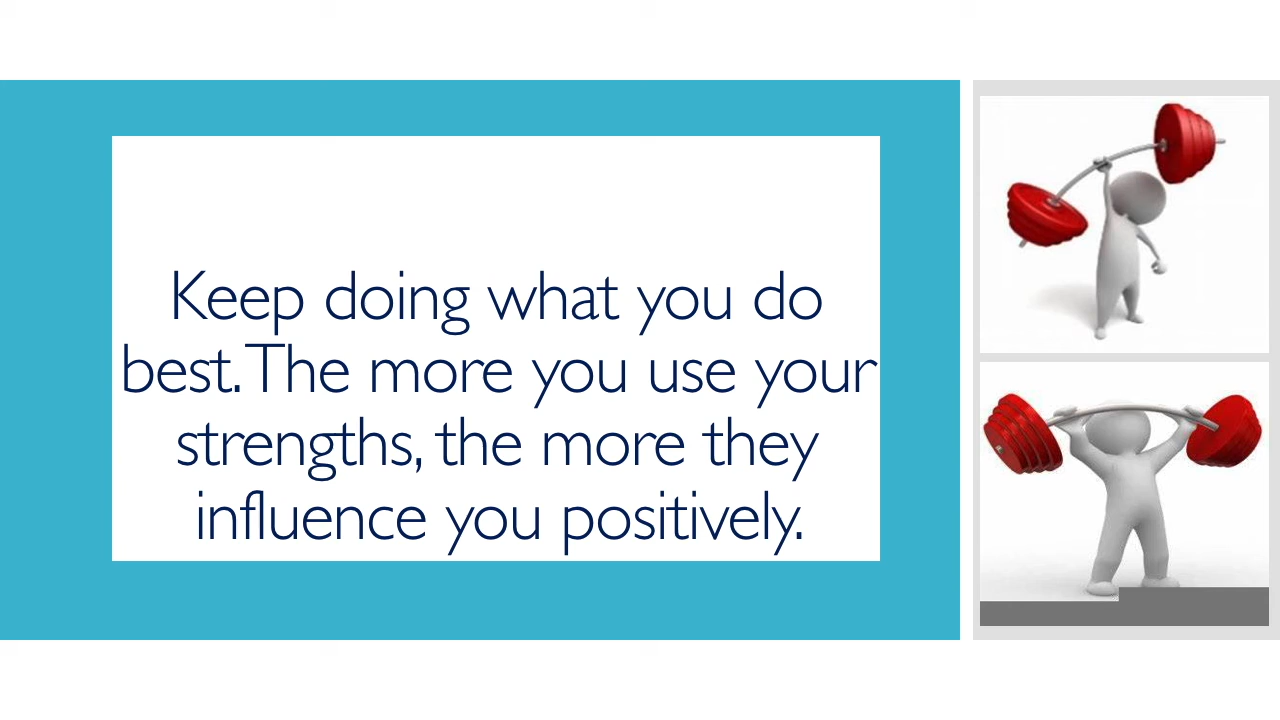 Keep doing what you do
best. The more you use your
strengths, the more they
influence you positively.